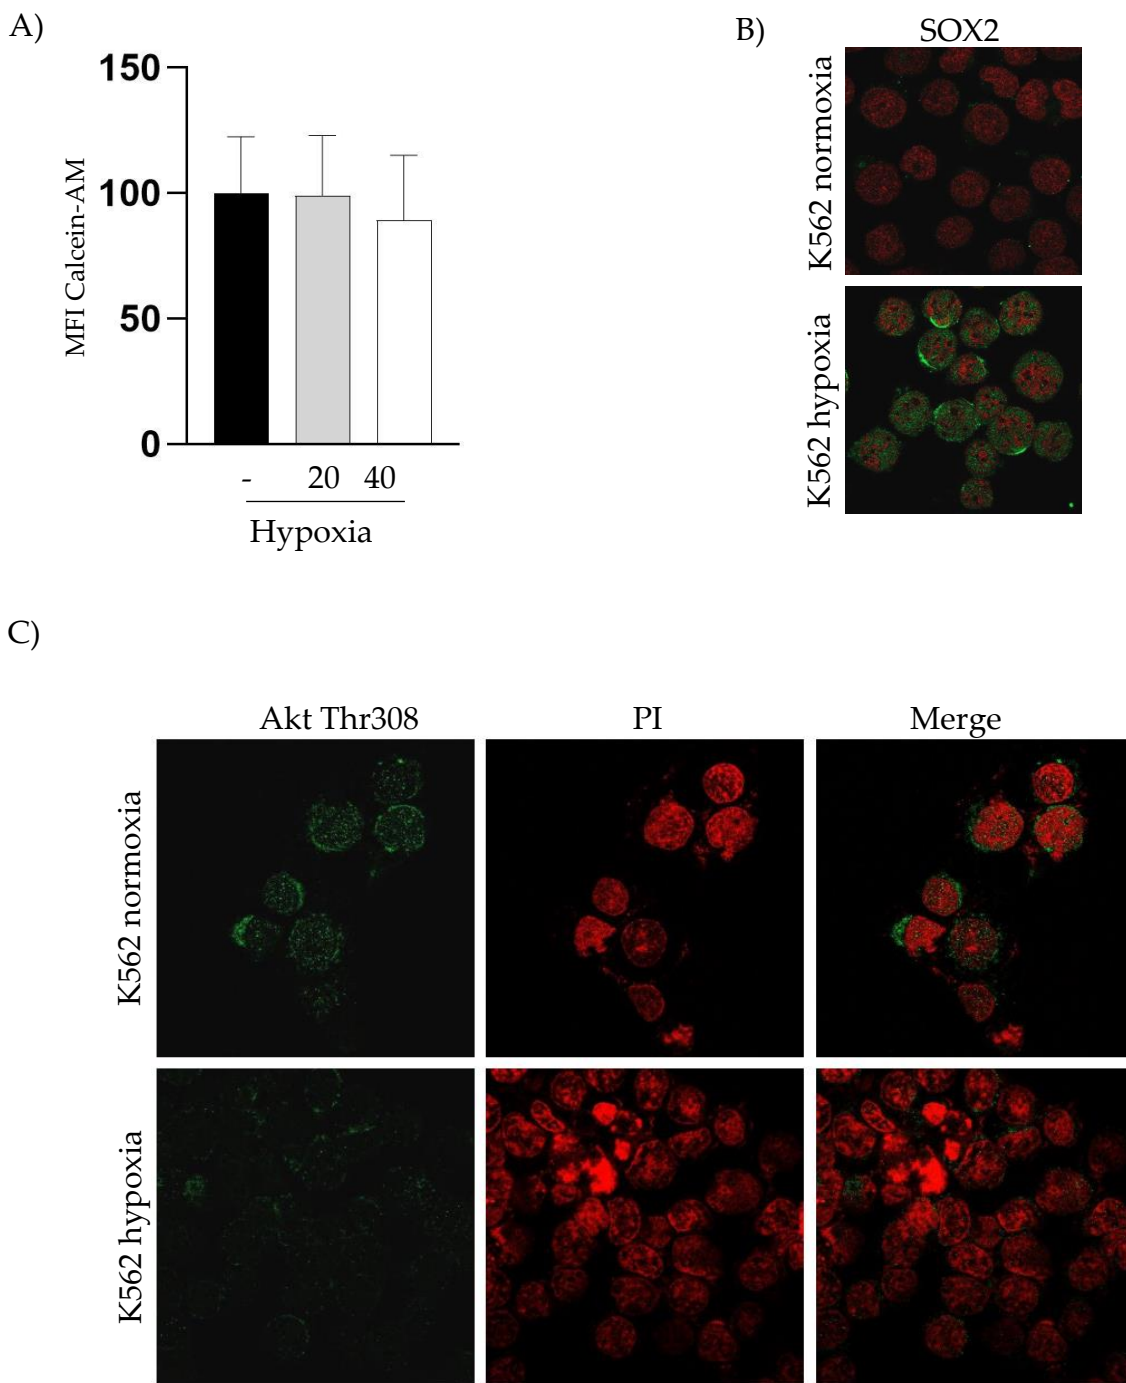 A)
150
100
50
0
MFI Calcein-AM
- 20 40
Hypoxia
B)
SOX2
K562 normoxia
K562 hypoxia
C)
Akt Thr308 PI Merge
K562 normoxia
K562 hypoxia